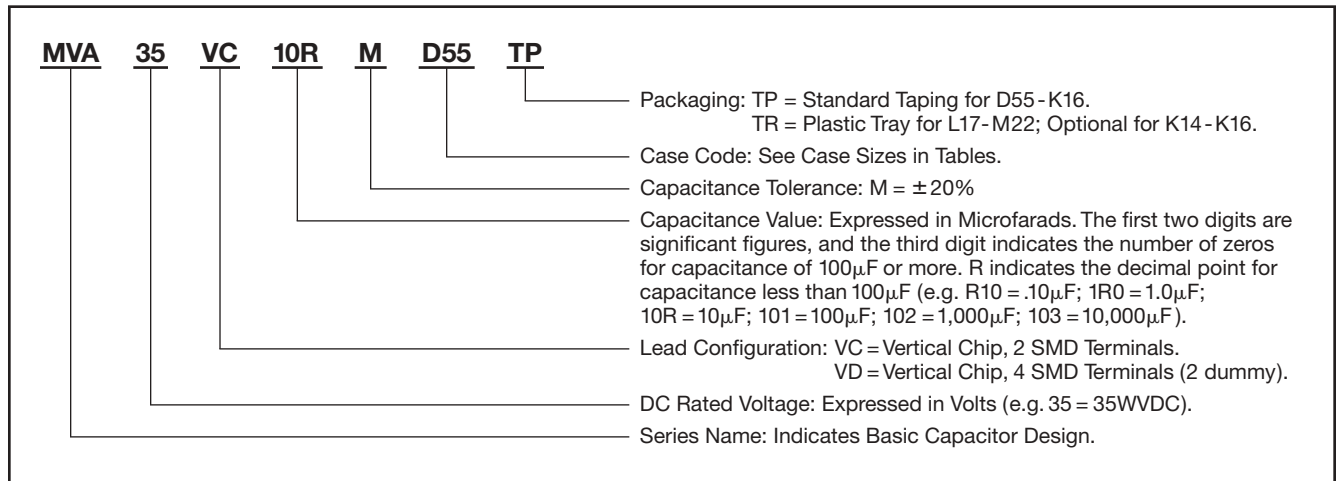 MVA 35 VC 10R M D55 TP
Packaging: TP = Standard Taping for D55-K16.
TR = Plastic Tray for L17-M22; Optional for K14-K16.
Case Code: See Case Sizes in Tables.
Capacitance Tolerance: M = ±20%
Capacitance Value: Expressed in Microfarads. The first two digits are
significant figures, and the third digit indicates the number of zeros
for capacitance of 100μF or more. R indicates the decimal point for
capacitance less than 100μF (e.g. R10 = .10μF; 1R0 = 1.0μF;
10R = 10μF; 101 = 100μF; 102 = 1,000μF; 103 = 10,000μF).
Lead Configuration: VC = Vertical Chip, 2 SMD Terminals.
VD = Vertical Chip, 4 SMD Terminals (2 dummy).
DC Rated Voltage: Expressed in Volts (e.g. 35 = 35WVDC).
Series Name: Indicates Basic Capacitor Design.